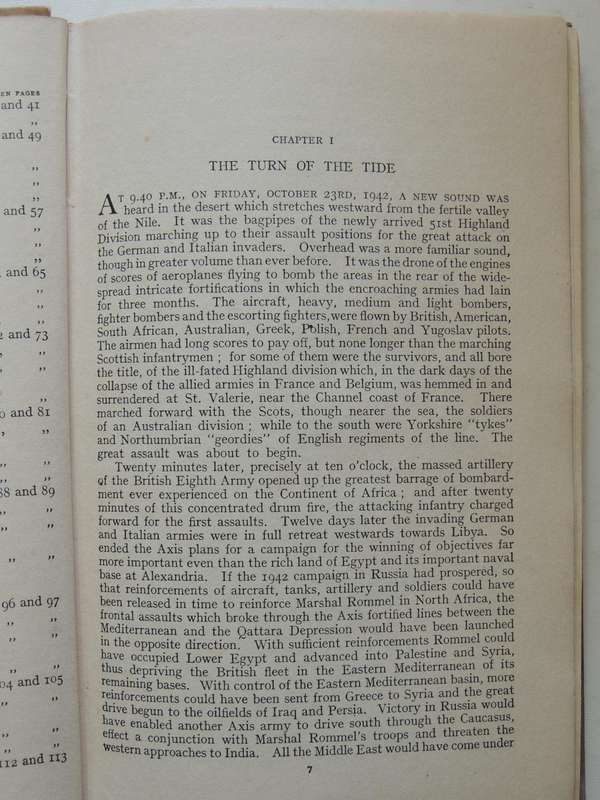 EN PAGES
and 41
”
and 49
”
”
”
and 57
”
”
”
and 65
”
”
”
and 73
”
”
”
and 81
”
”
”
”
88 and 89
”
”
”
”
96 and 97
”
”
”
104 and 105
”
”
”
112 and 113
CHAPTER I
THE TURN OF THE TIDE
AT 9.40 P.M., ON FRIDAY, OCTOBER 23RD, 1942, A NEW SOUND WAS
heard in the desert which stretches westward from the fertile valley
of the Nile. It was the bagpipes of the newly arrived 51st Highland
Division marching up to their assault positions for the great attack on
the German and Italian invaders. Overhead was a more familiar sound,
though in greater volume than ever before. It was the drone of the engines
of scores of aeroplanes flying to bomb the areas in the rear of the wide-
spread intricate fortifications in which the encroaching armies had lain
for three months. The aircraft, heavy, medium and light bombers,
fighter bombers and the escorting fighters, were flown by British, American,
South African, Australian, Greek, Polish, French and Yugoslav pilots.
The airmen had long scores to pay off, but none longer than the marching
Scottish infantrymen ; for some of them were the survivors, and all bore
the title, of the ill-fated Highland division which, in the dark days of the
collapse of the allied armies in France and Belgium, was hemmed in and
surrendered at St. Valerie, near the Channel coast of France. There
marched forward with the Scots, though nearer the sea, the soldiers
of an Australian division ; while to the south were Yorkshire “tykes”
and Northumbrian “geordies” of English regiments of the line. The
great assault was about to begin.
Twenty minutes later, precisely at ten o’clock, the massed artillery
of the British Eighth Army opened up the greatest barrage of bombard-
ment ever experienced on the Continent of Africa ; and after twenty
minutes of this concentrated drum fire, the attacking infantry charged
forward for the first assaults. Twelve days later the invading German
and Italian armies were in full retreat westwards towards Libya. So
ended the Axis plans for a campaign for the winning of objectives far
more important even than the rich land of Egypt and its important naval
base at Alexandria. If the 1942 campaign in Russia had prospered, so
that reinforcements of aircraft, tanks, artillery and soldiers could have
been released in time to reinforce Marshal Rommel in North Africa, the
frontal assaults which broke through the Axis fortified lines between the
Mediterranean and the Qattara Depression would have been launched
in the opposite direction. With sufficient reinforcements Rommel could
have occupied Lower Egypt and advanced into Palestine and Syria,
thus depriving the British fleet in the Eastern Mediterranean of its
remaining bases. With control of the Eastern Mediterranean basin, more
reinforcements could have been sent from Greece to Syria and the great
drive begun to the oilfields of Iraq and Persia. Victory in Russia would
have enabled another Axis army to drive south through the Caucasus,
effect a conjunction with Marshal Rommel’s troops and threaten the
western approaches to India. All the Middle East would have come under
7